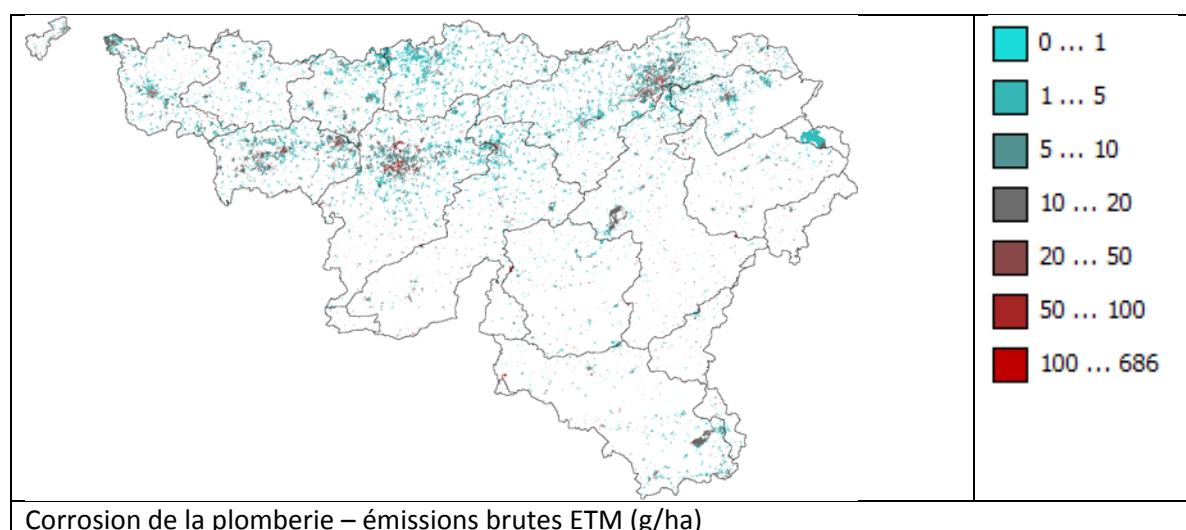 0 ... 1
1 ... 5
5 ... 10
10 ... 20
20 ... 50
50 ... 100
100 ... 686
Corrosion de la plomberie – émissions brutes ETM (g/ha)